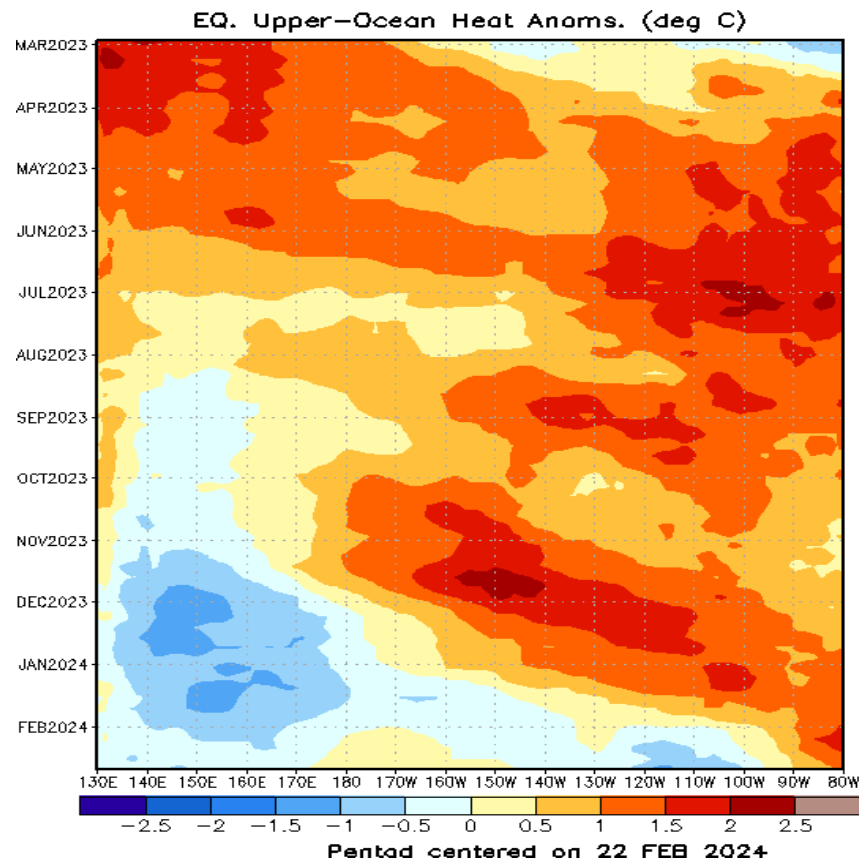 EQ. Upper-Ocean Heat Anams. (deg C)
MAR2023
APR2023
MAY2023
JUN2023
JUL2023
AUG2023
SEP2023
OCT2023
NOV2023
DEC2023
JAN2024
FEB2024
130E 140E 150E 160E 170E 180 170W 160W 150W 140W 130W 120W 110W 100W 90W 80W
-2.5 -2 -1.5 -1 -0.5 0 0.5 1 1.5 2 2.5
Pentad centered on 22 FEB 2024